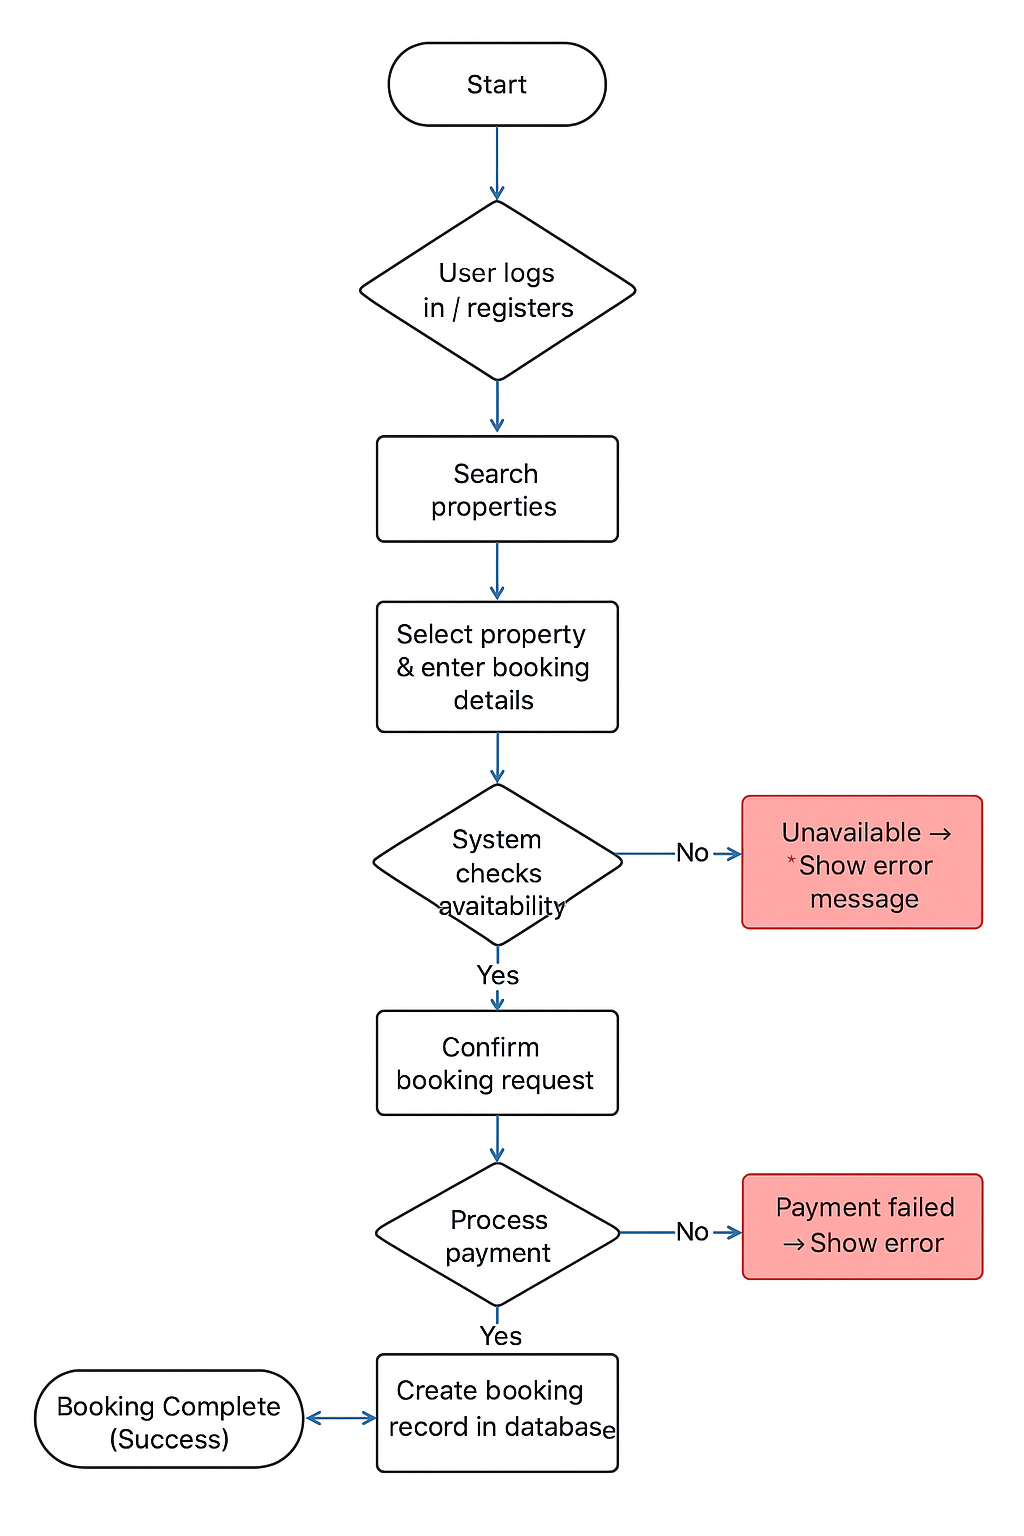 Start
User logs
in / registers
Search
properties
Select property
& enter booking
details
System
checks
avaitability
No
Unavailable →
*Show error
message
Yes
Confirm
booking request
Process
payment
No
Payment failed
→ Show error
Yes
Create booking
record in database
Booking Complete
(Success)